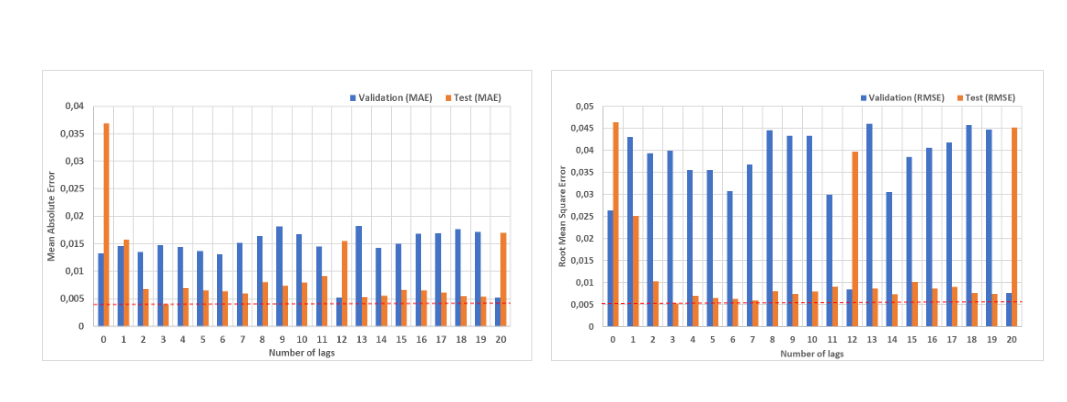 Validation (MAE) Test (MAE)
0,04
0,035
0,03
0,025
0,02
0,015
0,01
0,005
0
Mean Absolute Error
0 1 2 3 4 5 6 7 8 9 10 11 12 13 14 15 16 17 18 19 20
Number of lags
Validation (RMSE) Test (RMSE)
0,05
0,045
0,04
0,035
0,03
0,025
0,02
0,015
0,01
0,005
0
Root Mean Square Error
0 1 2 3 4 5 6 7 8 9 10 11 12 13 14 15 16 17 18 19 20
Number of lags